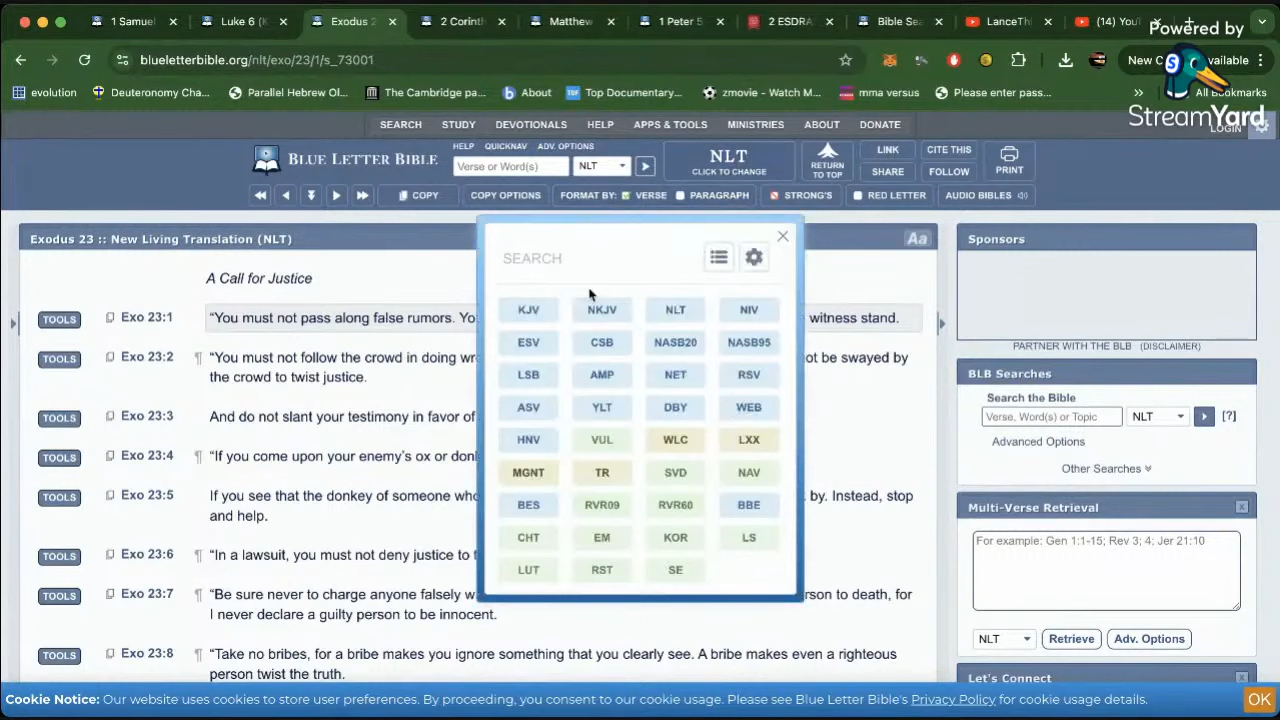 1 Samuel
Luke 6 (K
Exodus 2
2 Corinth
Matthew
1 Peter 5
2 ESDRA
Bible Sea
LanceThi
(14) You
Powered by
blueletterbible.org/nlt/exo/23/1/s_73001
New C
vailable
evolution
Deuteronomy Cha...
Parallel Hebrew Ol...
The Cambridge pa...
About
Top Documentary...
zmovie - Watch M...
mma versus
Please enter pass...
»
All Bookmarks
StreamYard
SEARCH STUDY DEVOTIONALS HELP APPS & TOOLS MINISTRIES ABOUT DONATE
LOGIN
BLUE LETTER BIBLE
HELP QUICKNAV ADV. OPTIONS
Verse or Word(s)
NLT
NLT
CLICK TO CHANGE
RETURN
TO TOP
LINK
CITE THIS
SHARE
FOLLOW
PRINT
COPY
COPY OPTIONS
FORMAT BY: VERSE PARAGRAPH
STRONG'S
RED LETTER
AUDIO BIBLES
Exodus 23 :: New Living Translation (NLT)
Aa
A Call for Justice
TOOLS Exo 23:1 “You must not pass along false rumors. Yo
witness stand.
TOOLS Exo 23:2 ¶ “You must not follow the crowd in doing wr
ot be swayed by
the crowd to twist justice.
TOOLS Exo 23:3 And do not slant your testimony in favor of
TOOLS Exo 23:4 ¶ “If you come upon your enemy’s ox or donl
TOOLS Exo 23:5 If you see that the donkey of someone who
by. Instead, stop
and help.
TOOLS Exo 23:6 ¶ “In a lawsuit, you must not deny justice to t
TOOLS Exo 23:7 ¶ “Be sure never to charge anyone falsely w
rson to death, for
I never declare a guilty person to be innocent.
TOOLS Exo 23:8 ¶ “Take no bribes, for a bribe makes you ignore something that you clearly see. A bribe makes even a righteous
person twist the truth.
SEARCH
KJV NKJV NLT NIV
ESV CSB NASB20 NASB95
LSB AMP NET RSV
ASV YLT DBY WEB
HNV VUL WLC LXX
MGNT TR SVD NAV
BES RVR09 RVR60 BBE
CHT EM KOR LS
LUT RST SE
Sponsors
PARTNER WITH THE BLB (DISCLAIMER)
BLB Searches
Search the Bible
Verse, Word(s) or Topic
NLT
[?]
Advanced Options
Other Searches
Multi-Verse Retrieval
x
For example: Gen 1:1-15; Rev 3; 4; Jer 21:10
NLT
Retrieve
Adv. Options
Let's Connect
Cookie Notice: Our website uses cookies to store user preferences. By proceeding, you consent to our cookie usage. Please see Blue Letter Bible's Privacy Policy for cookie usage details.
OK